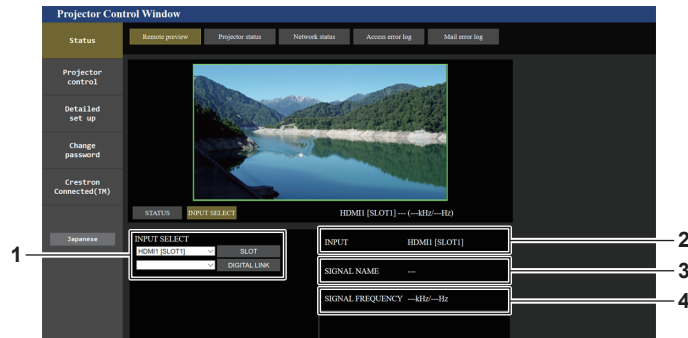 Projector Control Window
Status
Remote preview
Projector status
Network status
Access error log
Mail error log
Projector
control
Detailed
set up
Change
password
Crestron
Connected(TM)
Japanese
STATUS
INPUT SELECT
HDMI1 [SLOT1] --- (---kHz/---Hz)
1
INPUT SELECT
HDMI1 [SLOT1]
SLOT
DIGITAL LINK
INPUT HDMI1 [SLOT1]
2
SIGNAL NAME ---
3
SIGNAL FREQUENCY ---kHz/---Hz
4